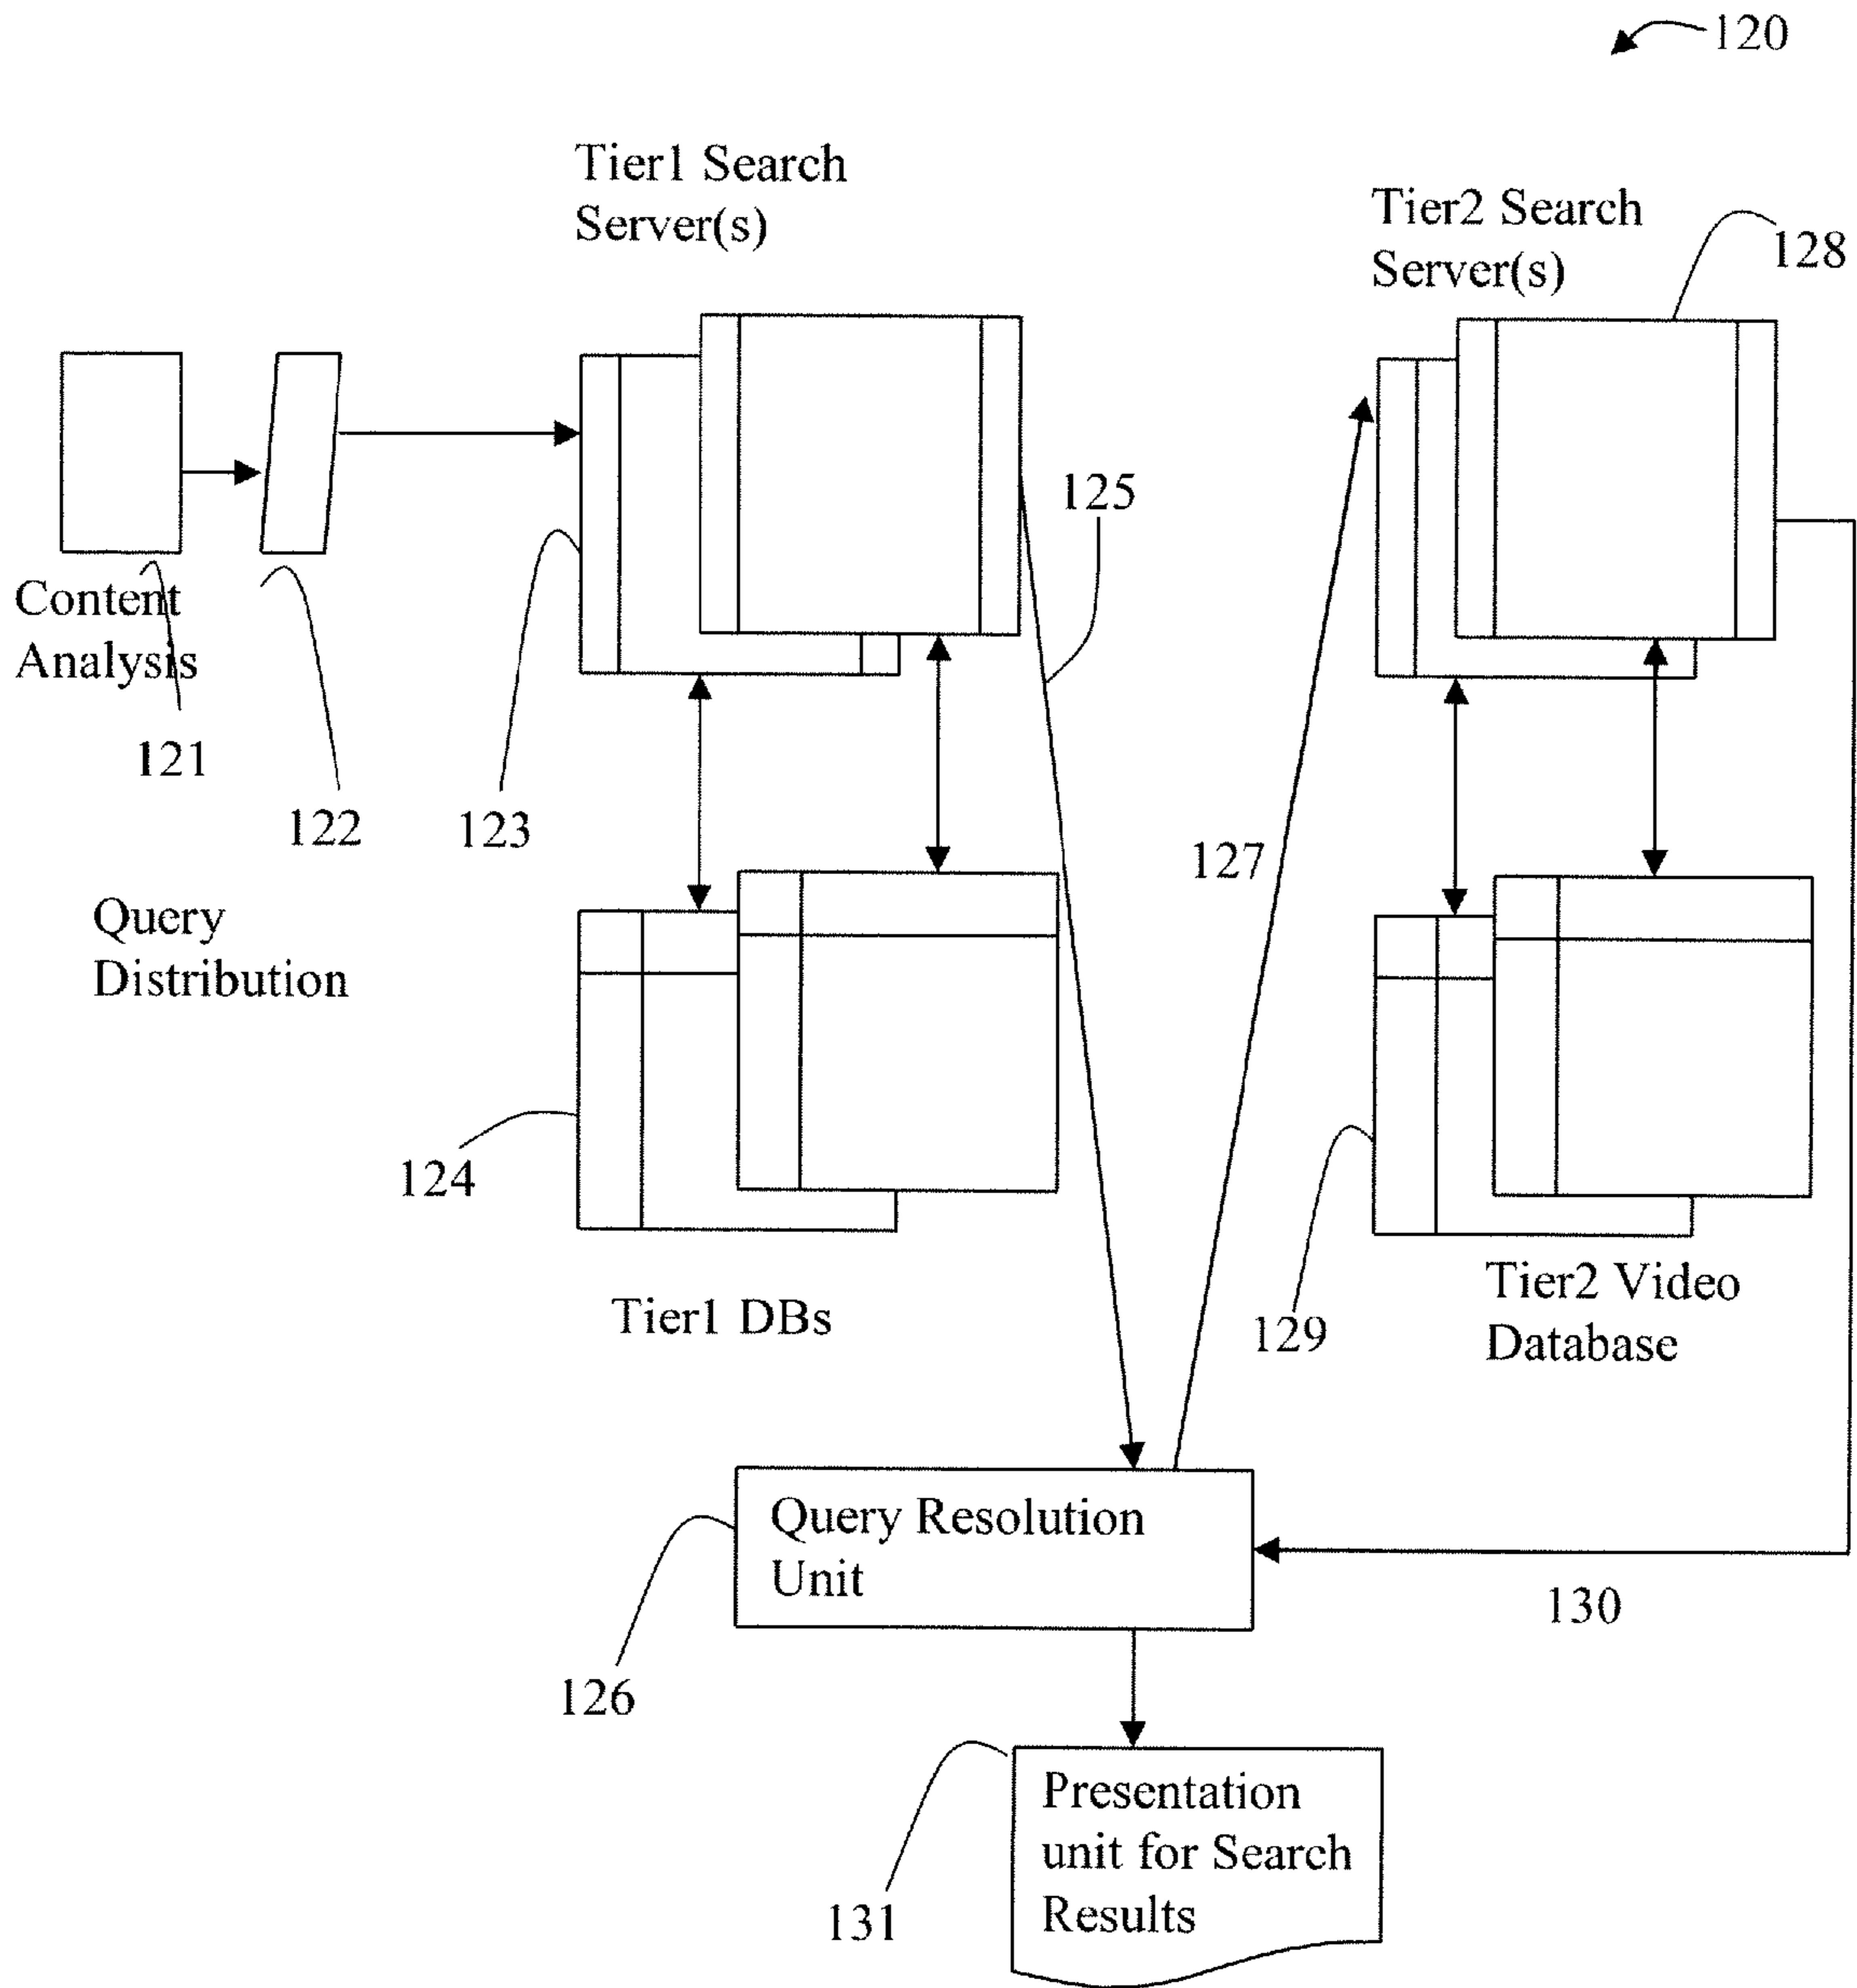 120
Tier1 Search
Server(s)
Tier2 Search
Server(s)
128
125
Content
Analysis
121
122
123
127
Query
Distribution
124
Tier1 DBs
129
Tier2 Video
Database
Query Resolution
Unit
130
126
Presentation
unit for Search
Results
131